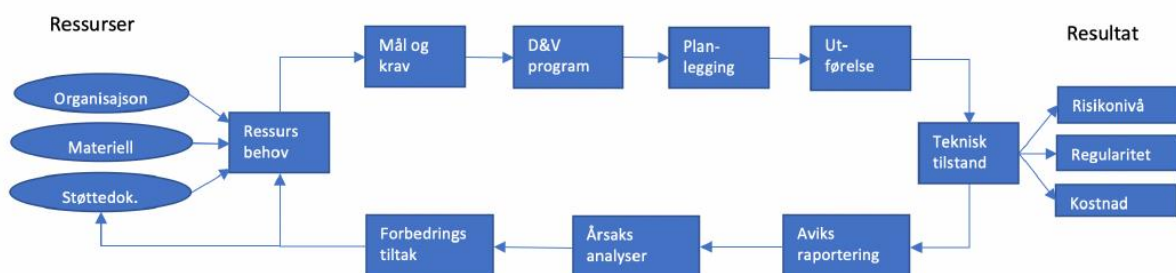 Ressurser
Organisajson
Materiell
Støttedok.
Ressurs
behov
Mål og
krav
D&V
program
Plan-
legging
Ut-
førelse
Teknisk
tilstand
Resultat
Risikonivå
Regularitet
Kostnad
Aviks
raportering
Årsaks
analyser
Forbedrings
tiltak